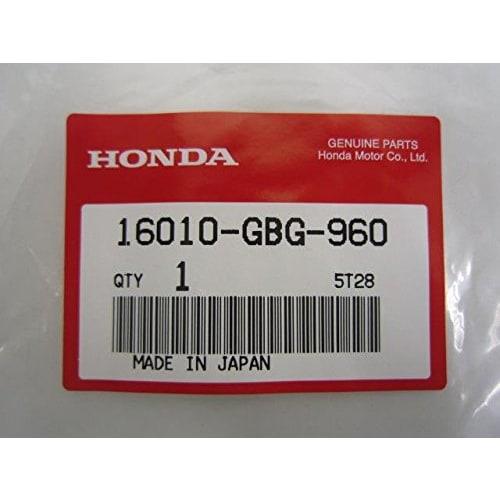 HONDA
GENUINE PARTS
Honda Motor Co., Ltd.
16010-GBG-960
QTY 1 5T28
MADE IN JAPAN